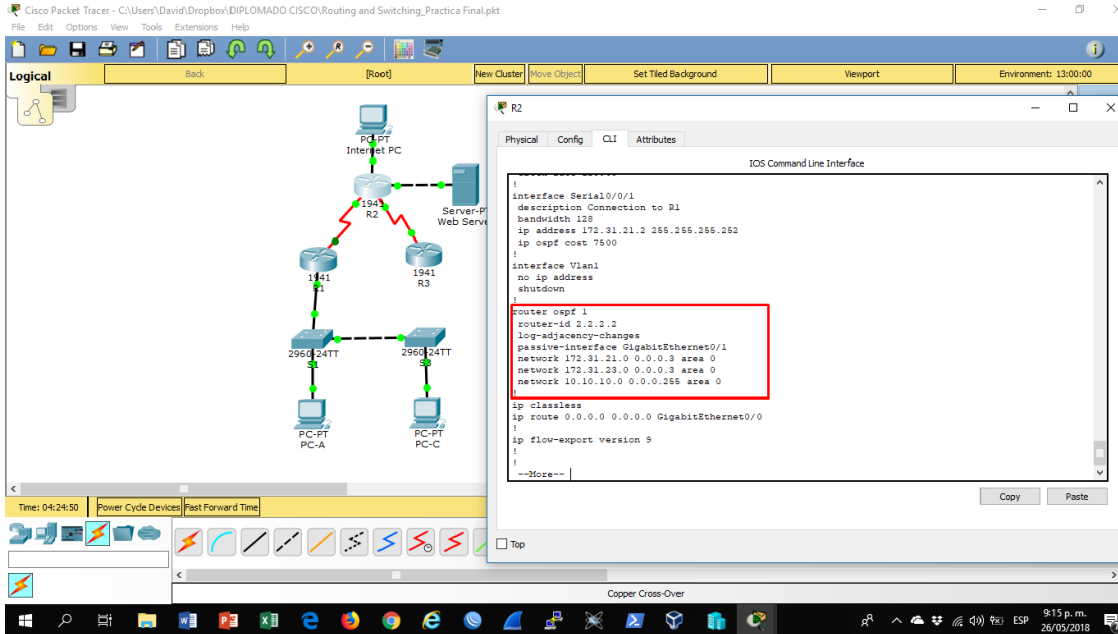 Cisco Packet Tracer - C:\Users\David\Dropbox\DIPLOMADO CISCO\Routing and Switching_Practica Final.pkt
File Edit Options View Tools Extensions Help
Logical Back [Root] New Cluster Move Object Set Tiled Background Viewport Environment: 13:00:00
PC-PT
Internet PC
1941
R2
Server-P
Web Serve
1941
R1
1941
R3
2960-24TT
S1
2960-24TT
S3
PC-PT
PC-A
PC-PT
PC-C
R2
Physical Config CLI Attributes
IOS Command Line Interface
!
interface Serial0/0/1
description Connection to R1
bandwidth 128
ip address 172.31.21.2 255.255.255.252
ip ospf cost 7500
!
interface Vlan1
no ip address
shutdown
!
router ospf 1
router-id 2.2.2.2
log-adjacency-changes
passive-interface GigabitEthernet0/1
network 172.31.21.0 0.0.0.3 area 0
network 172.31.23.0 0.0.0.3 area 0
network 10.10.10.0 0.0.0.255 area 0
!
ip classless
ip route 0.0.0.0 0.0.0.0 GigabitEthernet0/0
!
ip flow-export version 9
!
!
--More--
Copy Paste
Top
Time: 04:24:50 Power Cycle Devices Fast Forward Time
Copper Cross-Over
ESP
9:15 p. m.
26/05/2018